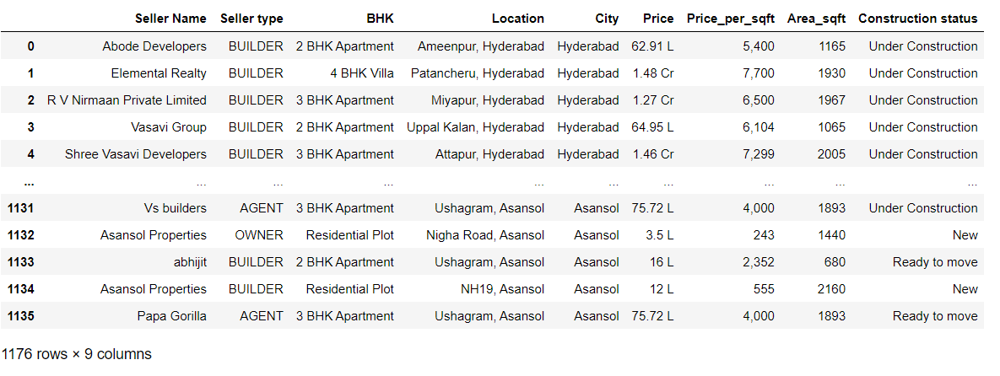 Seller Name Seller type BHK Location City Price Price_per_sqft Area_sqft Construction status
0 Abode Developers BUILDER 2 BHK Apartment Ameenpur, Hyderabad Hyderabad 62.91 L 5,400 1165 Under Construction
1 Elemental Realty BUILDER 4 BHK Villa Patancheru, Hyderabad Hyderabad 1.48 Cr 7,700 1930 Under Construction
2 R V Nirmaan Private Limited BUILDER 3 BHK Apartment Miyapur, Hyderabad Hyderabad 1.27 Cr 6,500 1967 Under Construction
3 Vasavi Group BUILDER 2 BHK Apartment Uppal Kalan, Hyderabad Hyderabad 64.95 L 6,104 1065 Under Construction
4 Shree Vasavi Developers BUILDER 3 BHK Apartment Attapur, Hyderabad Hyderabad 1.46 Cr 7,299 2005 Under Construction
... ... ... ... ... ... ... ... ... ...
1131 Vs builders AGENT 3 BHK Apartment Ushagram, Asansol Asansol 75.72 L 4,000 1893 Under Construction
1132 Asansol Properties OWNER Residential Plot Nigha Road, Asansol Asansol 3.5 L 243 1440 New
1133 abhijit BUILDER 2 BHK Apartment Ushagram, Asansol Asansol 16 L 2,352 680 Ready to move
1134 Asansol Properties BUILDER Residential Plot NH19, Asansol Asansol 12 L 555 2160 New
1135 Papa Gorilla AGENT 3 BHK Apartment Ushagram, Asansol Asansol 75.72 L 4,000 1893 Ready to move
1176 rows × 9 columns